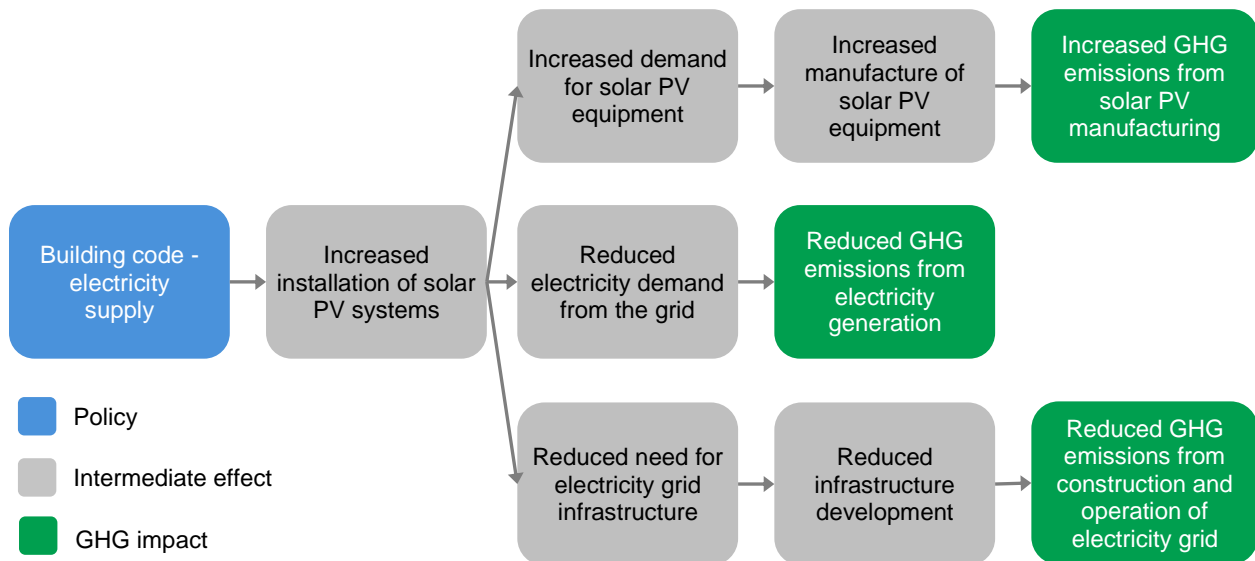 Increased demand
for solar PV
equipment
Increased
manufacture of
solar PV
equipment
Increased GHG
emissions from
solar PV
manufacturing
Building code -
electricity
supply
Increased
installation of solar
PV systems
Reduced
electricity demand
from the grid
Reduced GHG
emissions from
electricity
generation
Reduced need for
electricity grid
infrastructure
Reduced
infrastructure
development
Reduced GHG
emissions from
construction and
operation of
electricity grid
Policy
Intermediate effect
GHG impact